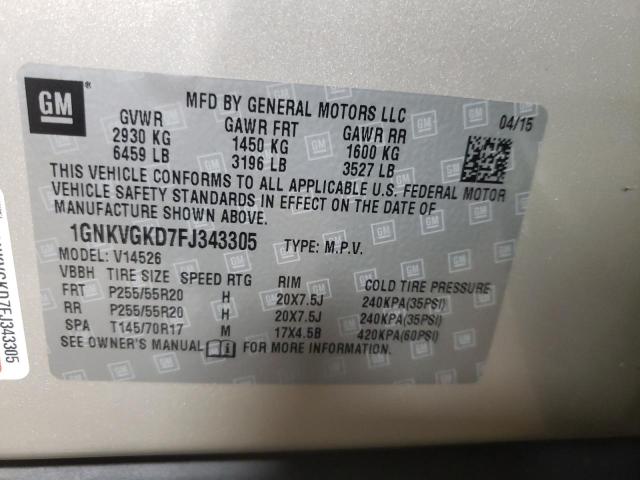 GM
MFD BY GENERAL MOTORS LLC
04/15
GVWR GAWR FRT GAWR RR
2930 KG 1450 KG 1600 KG
6459 LB 3196 LB 3527 LB
THIS VEHICLE CONFORMS TO ALL APPLICABLE U.S. FEDERAL MOTOR
VEHICLE SAFETY STANDARDS IN EFFECT ON THE DATE OF
MANUFACTURE SHOWN ABOVE.
1GNKVGKD7FJ343305 TYPE: M.P.V.
MODEL: V14526
VBBH TIRE SIZE SPEED RTG RIM COLD TIRE PRESSURE
FRT P255/55R20 H 20X7.5J 240KPA(35PSI)
RR P255/55R20 H 20X7.5J 240KPA(35PSI)
SPA T145/70R17 M 17X4.5B 420KPA(60PSI)
SEE OWNER'S MANUAL FOR MORE INFORMATION.